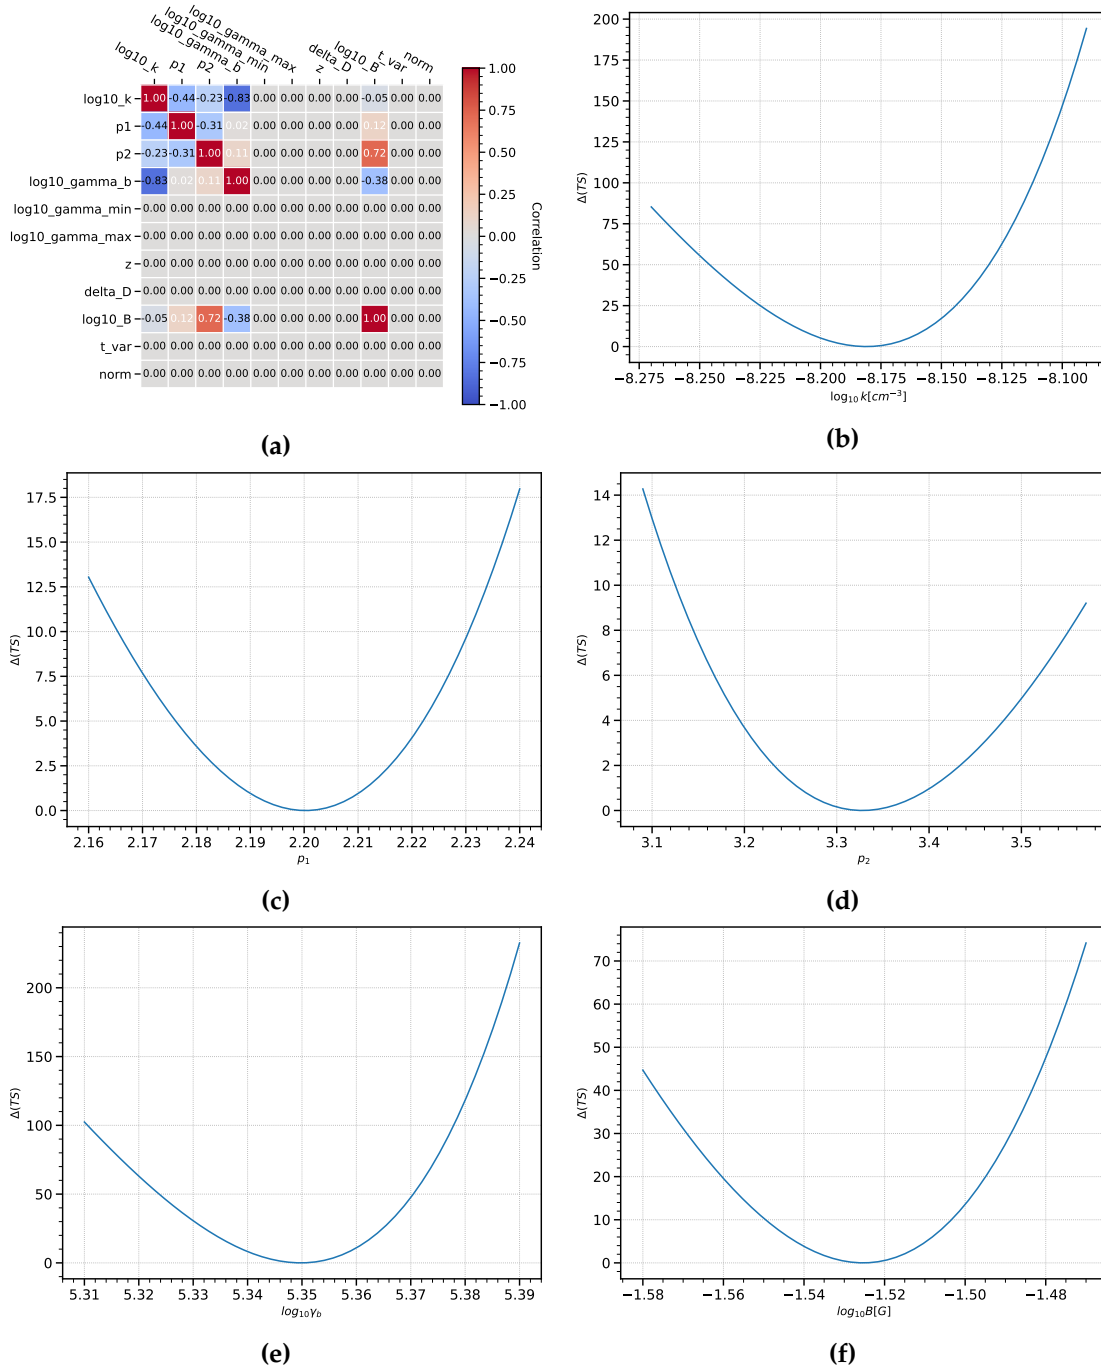 log10_k p1 p2 log10_gamma_b log10_gamma_min log10_gamma_max z delta_D log10_B t_var norm
log10_k 1.00 -0.44 -0.23 -0.83 0.00 0.00 0.00 0.00 -0.05 0.00 0.00
p1 -0.44 1.00 -0.31 0.02 0.00 0.00 0.00 0.00 0.12 0.00 0.00
p2 -0.23 -0.31 1.00 0.11 0.00 0.00 0.00 0.00 0.72 0.00 0.00
log10_gamma_b -0.83 0.02 0.11 1.00 0.00 0.00 0.00 0.00 -0.38 0.00 0.00
log10_gamma_min 0.00 0.00 0.00 0.00 0.00 0.00 0.00 0.00 0.00 0.00 0.00
log10_gamma_max 0.00 0.00 0.00 0.00 0.00 0.00 0.00 0.00 0.00 0.00 0.00
z 0.00 0.00 0.00 0.00 0.00 0.00 0.00 0.00 0.00 0.00 0.00
delta_D 0.00 0.00 0.00 0.00 0.00 0.00 0.00 0.00 0.00 0.00 0.00
log10_B -0.05 0.12 0.72 -0.38 0.00 0.00 0.00 0.00 1.00 0.00 0.00
t_var 0.00 0.00 0.00 0.00 0.00 0.00 0.00 0.00 0.00 0.00 0.00
norm 0.00 0.00 0.00 0.00 0.00 0.00 0.00 0.00 0.00 0.00 0.00
1.00
0.75
0.50
0.25
0.00
−0.25
−0.50
−0.75
−1.00
Correlation
(a)
200
175
150
125
100
75
50
25
0
Δ(TS)
−8.275 −8.250 −8.225 −8.200 −8.175 −8.150 −8.125 −8.100
log₁₀ k[cm⁻³]
(b)
17.5
15.0
12.5
10.0
7.5
5.0
2.5
0.0
Δ(TS)
2.16 2.17 2.18 2.19 2.20 2.21 2.22 2.23 2.24
p₁
(c)
14
12
10
8
6
4
2
0
Δ(TS)
3.1 3.2 3.3 3.4 3.5
p₂
(d)
200
150
100
50
0
Δ(TS)
5.31 5.32 5.33 5.34 5.35 5.36 5.37 5.38 5.39
log₁₀γ_b
(e)
70
60
50
40
30
20
10
0
Δ(TS)
−1.58 −1.56 −1.54 −1.52 −1.50 −1.48
log₁₀B[G]
(f)